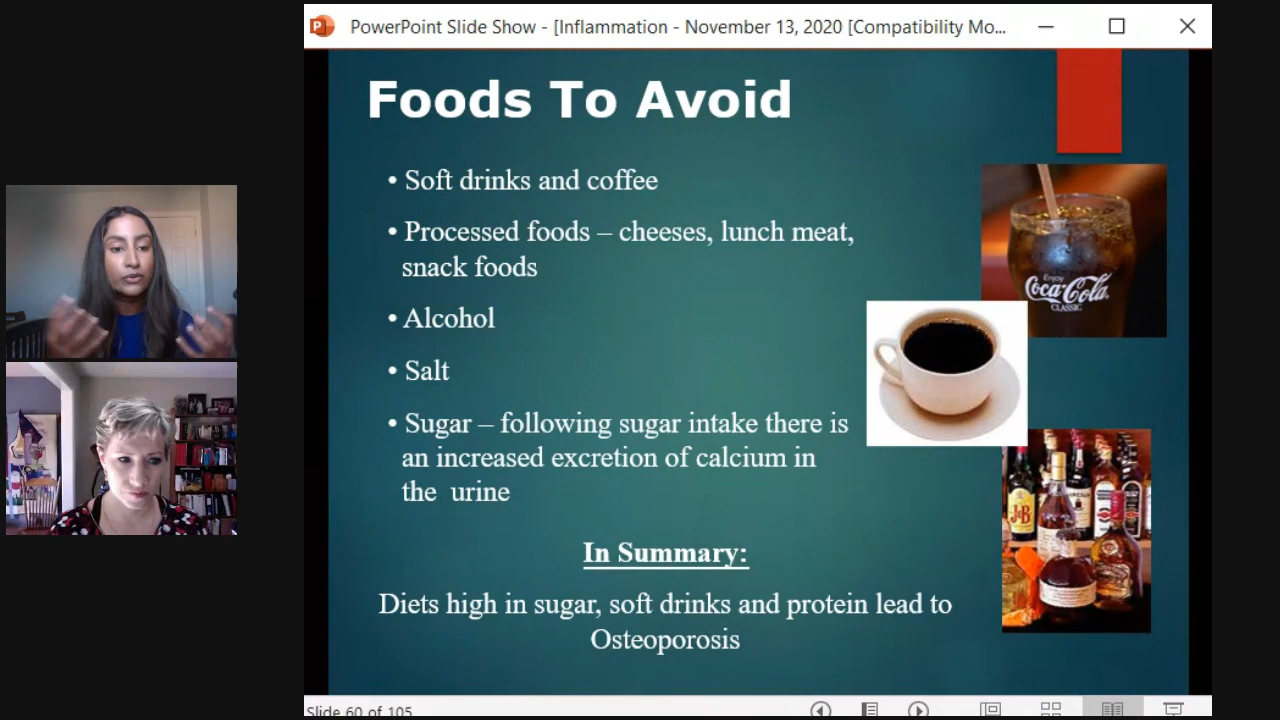 PowerPoint Slide Show - [Inflammation - November 13, 2020 [Compatibility Mo...
Foods To Avoid
• Soft drinks and coffee
• Processed foods – cheeses, lunch meat,
snack foods
• Alcohol
• Salt
• Sugar – following sugar intake there is
an increased excretion of calcium in
the urine
In Summary:
Diets high in sugar, soft drinks and protein lead to
Osteoporosis
Enjoy
Coca-Cola
CLASSIC
J&B
JAMESON
Slide 60 of 105